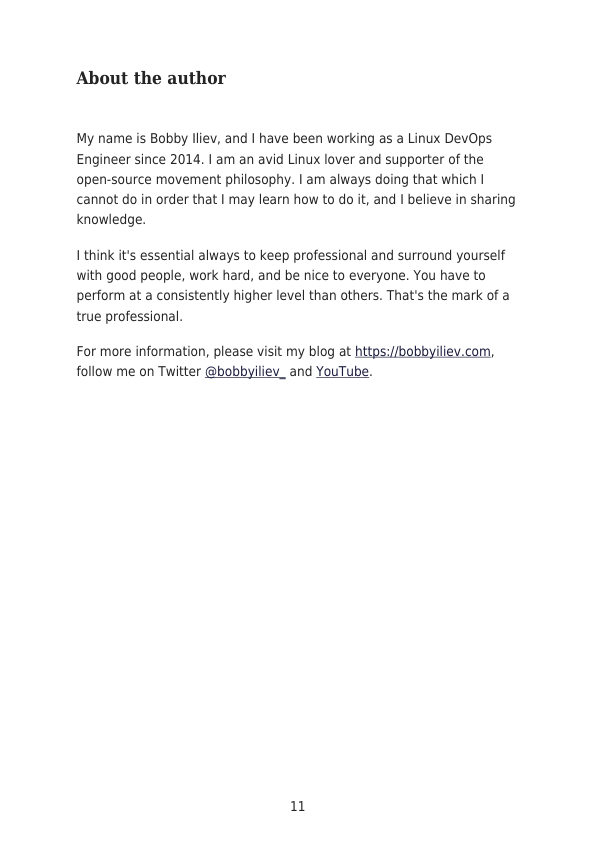 About the author
My name is Bobby Iliev, and I have been working as a Linux DevOps
Engineer since 2014. I am an avid Linux lover and supporter of the
open-source movement philosophy. I am always doing that which I
cannot do in order that I may learn how to do it, and I believe in sharing
knowledge.
I think it's essential always to keep professional and surround yourself
with good people, work hard, and be nice to everyone. You have to
perform at a consistently higher level than others. That's the mark of a
true professional.
For more information, please visit my blog at https://bobbyiliev.com,
follow me on Twitter @bobbyiliev_ and YouTube.
11